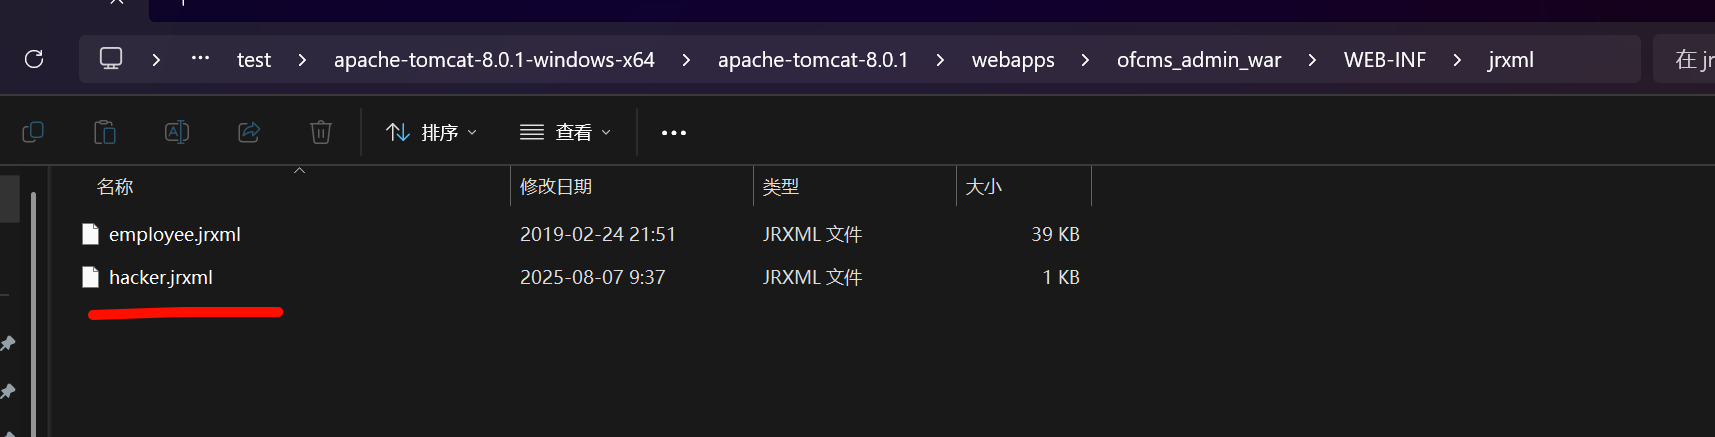 test apache-tomcat-8.0.1-windows-x64 apache-tomcat-8.0.1 webapps ofcms_admin_war WEB-INF jrxml 在 jr
排序 查看
名称 修改日期 类型 大小
employee.jrxml 2019-02-24 21:51 JRXML 文件 39 KB
hacker.jrxml 2025-08-07 9:37 JRXML 文件 1 KB